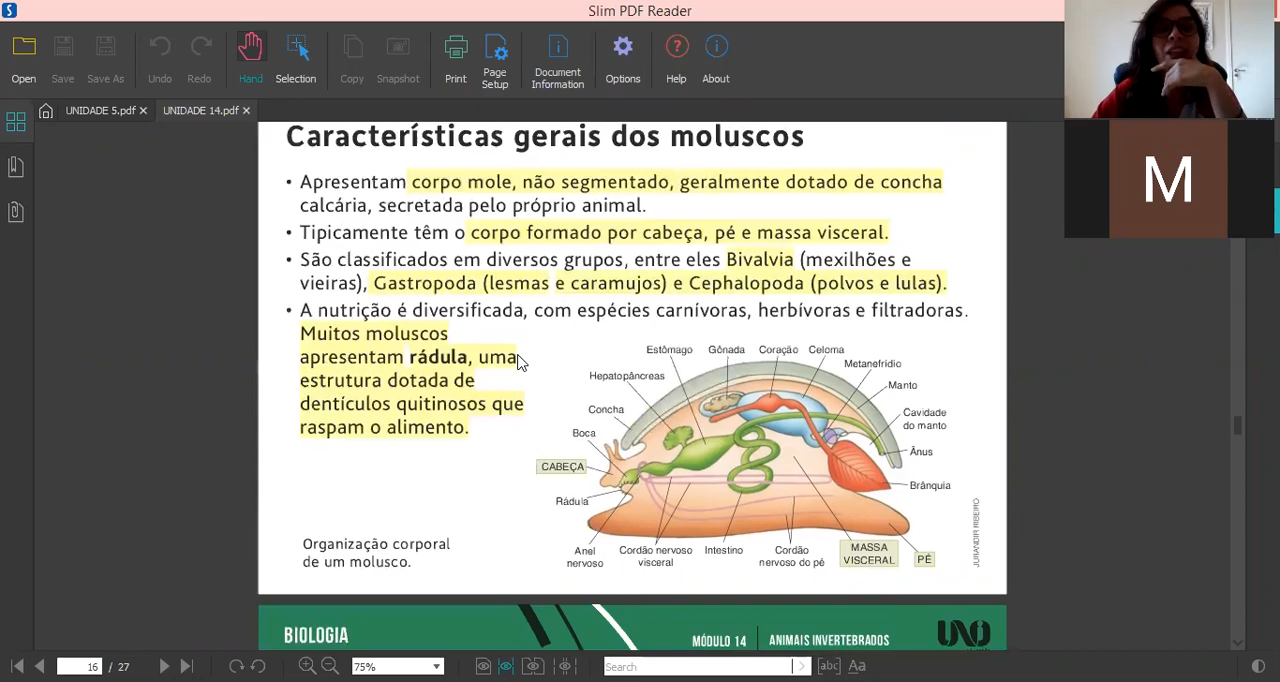 Slim PDF Reader
Open
Save
Save As
Undo
Redo
Hand
Selection
Copy
Snapshot
Print
Page
Setup
Document
Information
Options
Help
About
UNIDADE 5.pdf
UNIDADE 14.pdf
M
Características gerais dos moluscos
• Apresentam corpo mole, não segmentado, geralmente dotado de concha
calcária, secretada pelo próprio animal.
• Tipicamente têm o corpo formado por cabeça, pé e massa visceral.
• São classificados em diversos grupos, entre eles Bivalvia (mexilhões e
vieiras), Gastropoda (lesmas e caramujos) e Cephalopoda (polvos e lulas).
• A nutrição é diversificada, com espécies carnívoras, herbívoras e filtradoras.
Muitos moluscos
apresentam rádula, uma
estrutura dotada de
dentículos quitinosos que
raspam o alimento.
Estômago
Gônada
Coração
Celoma
Metanefrídio
Hepatopâncreas
Manto
Concha
Cavidade
do manto
Boca
Ânus
CABEÇA
Brânquia
Rádula
Anel
nervoso
Cordão nervoso
visceral
Intestino
Cordão
nervoso do pé
MASSA
VISCERAL
PÉ
JURANDIR RIBEIRO
Organização corporal
de um molusco.
BIOLOGIA
MÓDULO 14
ANIMAIS INVERTEBRADOS
UNO
16 / 27
75%
Search
[abc]
Aa